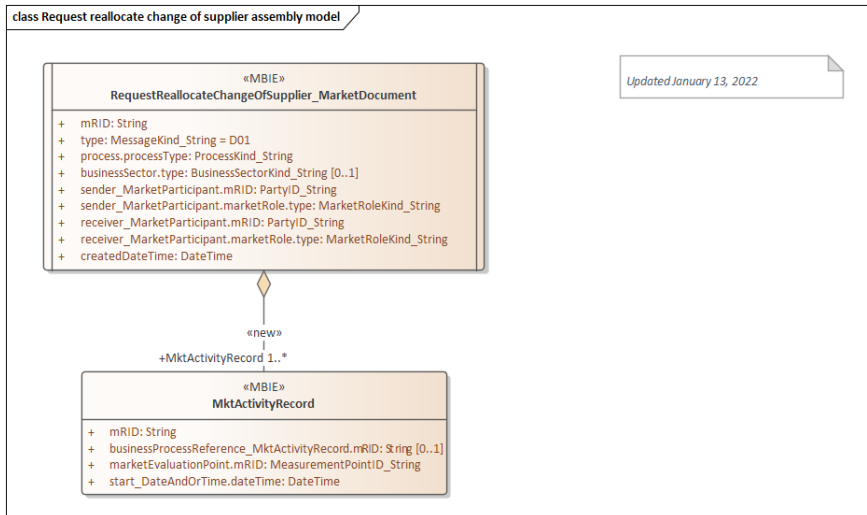 class Request reallocate change of supplier assembly model
Updated January 13, 2022
«MBIE»
RequestReallocateChangeOfSupplier_MarketDocument
+ mRID: String
+ type: MessageKind_String = D01
+ process.processType: ProcessKind_String
+ businessSector.type: BusinessSectorKind_String [0..1]
+ sender_MarketParticipant.mRID: PartyID_String
+ sender_MarketParticipant.marketRole.type: MarketRoleKind_String
+ receiver_MarketParticipant.mRID: PartyID_String
+ receiver_MarketParticipant.marketRole.type: MarketRoleKind_String
+ createdDateTime: DateTime
«new»
+MktActivityRecord 1..*
«MBIE»
MktActivityRecord
+ mRID: String
+ businessProcessReference_MktActivityRecord.mRID: String [0..1]
+ marketEvaluationPoint.mRID: MeasurementPointID_String
+ start_DateAndOrTime.dateTime: DateTime